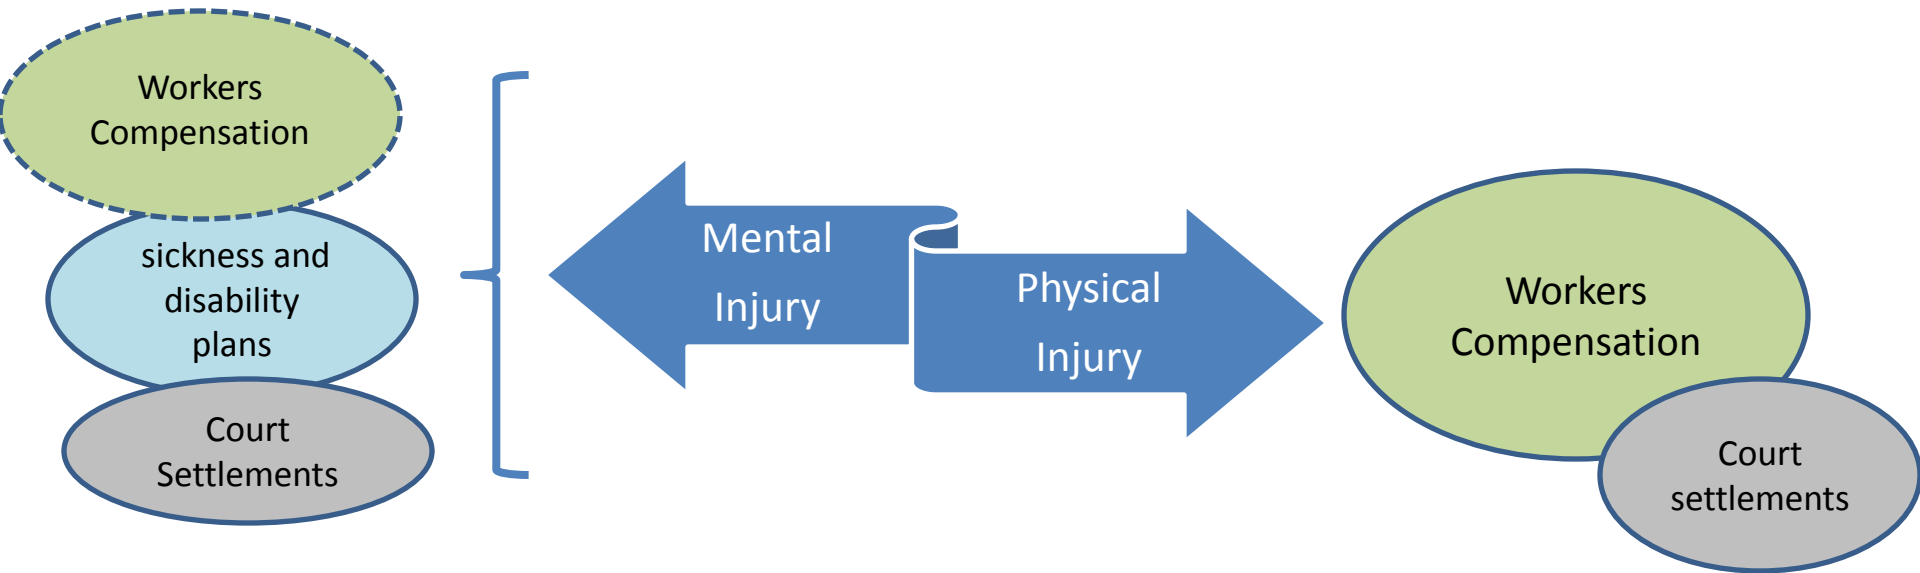 Workers
Compensation
sickness and
disability
plans
Court
Settlements
Mental
Injury
Physical
Injury
Workers
Compensation
Court
settlements